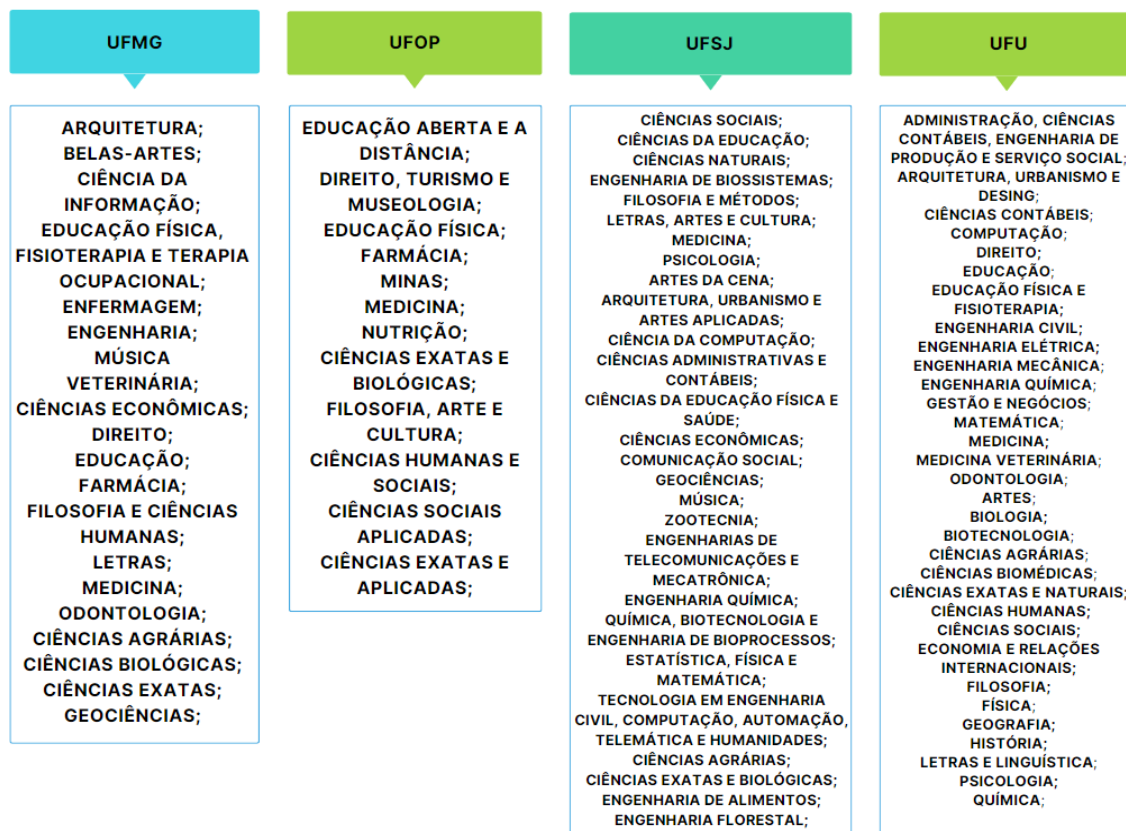 UFMG
ARQUITETURA;
BELAS-ARTES;
CIÊNCIA DA
INFORMAÇÃO;
EDUCAÇÃO FÍSICA,
FISIOTERAPIA E TERAPIA
OCUPACIONAL;
ENFERMAGEM;
ENGENHARIA;
MÚSICA
VETERINÁRIA;
CIÊNCIAS ECONÔMICAS;
DIREITO;
EDUCAÇÃO;
FARMÁCIA;
FILOSOFIA E CIÊNCIAS
HUMANAS;
LETRAS;
MEDICINA;
ODONTOLOGIA;
CIÊNCIAS AGRÁRIAS;
CIÊNCIAS BIOLÓGICAS;
CIÊNCIAS EXATAS;
GEOCIÊNCIAS;
UFOP
EDUCAÇÃO ABERTA E A
DISTÂNCIA;
DIREITO, TURISMO E
MUSEOLOGIA;
EDUCAÇÃO FÍSICA;
FARMÁCIA;
MINAS;
MEDICINA;
NUTRIÇÃO;
CIÊNCIAS EXATAS E
BIOLÓGICAS;
FILOSOFIA, ARTE E
CULTURA;
CIÊNCIAS HUMANAS E
SOCIAIS;
CIÊNCIAS SOCIAIS
APLICADAS;
CIÊNCIAS EXATAS E
APLICADAS;
UFSJ
CIÊNCIAS SOCIAIS;
CIÊNCIAS DA EDUCAÇÃO;
CIÊNCIAS NATURAIS;
ENGENHARIA DE BIOSSISTEMAS;
FILOSOFIA E MÉTODOS;
LETRAS, ARTES E CULTURA;
MEDICINA;
PSICOLOGIA;
ARTES DA CENA;
ARQUITETURA, URBANISMO E
ARTES APLICADAS;
CIÊNCIA DA COMPUTAÇÃO;
CIÊNCIAS ADMINISTRATIVAS E
CONTÁBEIS;
CIÊNCIAS DA EDUCAÇÃO FÍSICA E
SAÚDE;
CIÊNCIAS ECONÔMICAS;
COMUNICAÇÃO SOCIAL;
GEOCIÊNCIAS;
MÚSICA;
ZOOTECNIA;
ENGENHARIAS DE
TELECOMUNICAÇÕES E
MECATRÔNICA;
ENGENHARIA QUÍMICA;
QUÍMICA, BIOTECNOLOGIA E
ENGENHARIA DE BIOPROCESSOS;
ESTATÍSTICA, FÍSICA E
MATEMÁTICA;
TECNOLOGIA EM ENGENHARIA
CIVIL, COMPUTAÇÃO, AUTOMAÇÃO,
TELEMÁTICA E HUMANIDADES;
CIÊNCIAS AGRÁRIAS;
CIÊNCIAS EXATAS E BIOLÓGICAS;
ENGENHARIA DE ALIMENTOS;
ENGENHARIA FLORESTAL;
UFU
ADMINISTRAÇÃO, CIÊNCIAS
CONTÁBEIS, ENGENHARIA DE
PRODUÇÃO E SERVIÇO SOCIAL;
ARQUITETURA, URBANISMO E
DESING;
CIÊNCIAS CONTÁBEIS;
COMPUTAÇÃO;
DIREITO;
EDUCAÇÃO;
EDUCAÇÃO FÍSICA E
FISIOTERAPIA;
ENGENHARIA CIVIL;
ENGENHARIA ELÉTRICA;
ENGENHARIA MECÂNICA;
ENGENHARIA QUÍMICA;
GESTÃO E NEGÓCIOS;
MATEMÁTICA;
MEDICINA;
MEDICINA VETERINÁRIA;
ODONTOLOGIA;
ARTES;
BIOLOGIA;
BIOTECNOLOGIA;
CIÊNCIAS AGRÁRIAS;
CIÊNCIAS BIOMÉDICAS;
CIÊNCIAS EXATAS E NATURAIS;
CIÊNCIAS HUMANAS;
CIÊNCIAS SOCIAIS;
ECONOMIA E RELAÇÕES
INTERNACIONAIS;
FILOSOFIA;
FÍSICA;
GEOGRAFIA;
HISTÓRIA;
LETRAS E LINGUÍSTICA;
PSICOLOGIA;
QUÍMICA;